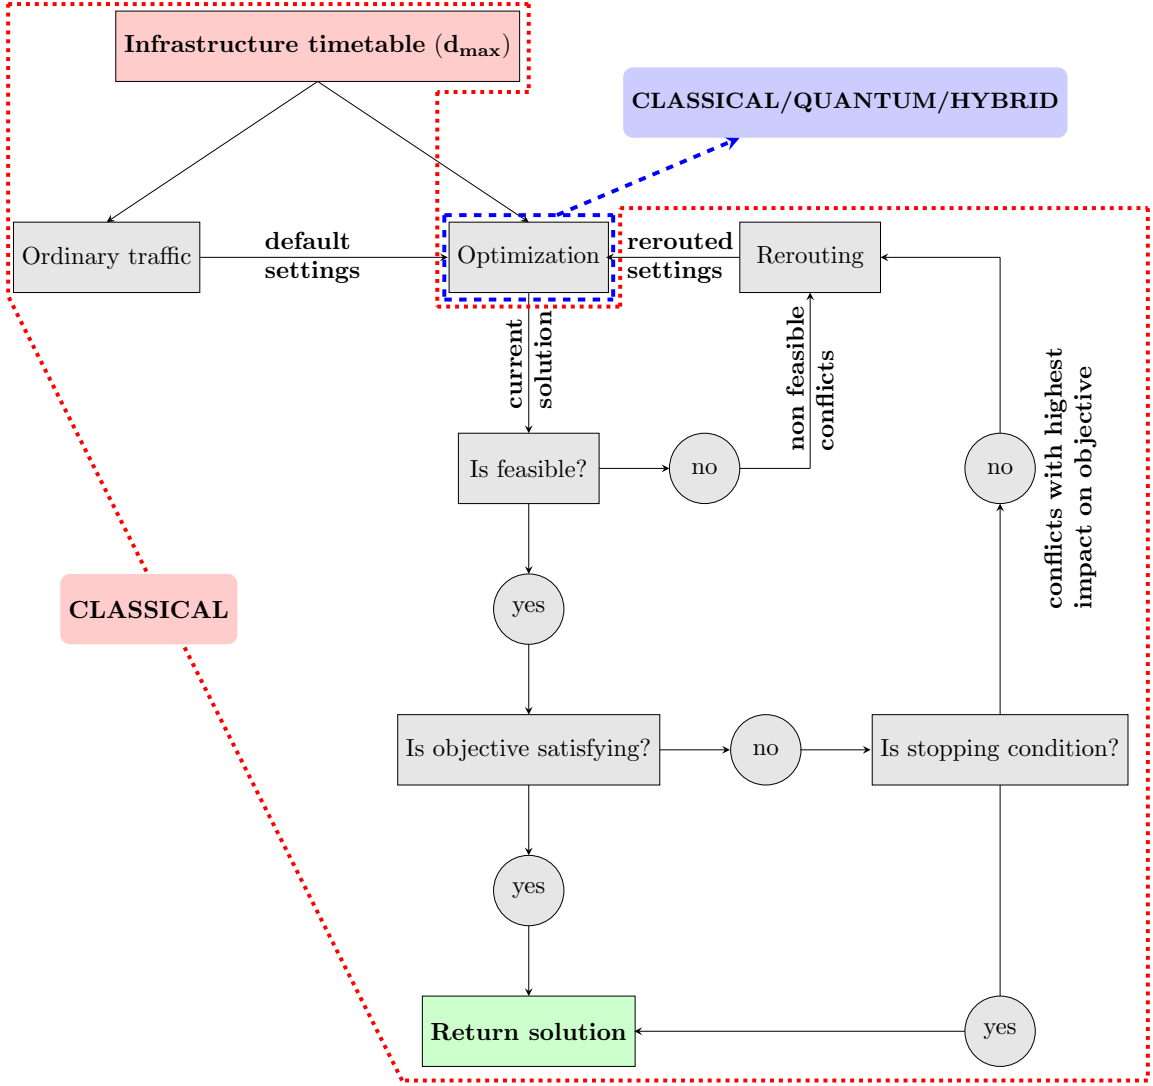 Infrastructure timetable (d_max)
CLASSICAL/QUANTUM/HYBRID
Ordinary traffic
default
settings
Optimization
rerouted
settings
Rerouting
current
solution
non feasible
conflicts
conflicts with highest
impact on objective
Is feasible?
no
no
yes
CLASSICAL
Is objective satisfying?
no
Is stopping condition?
yes
Return solution
yes